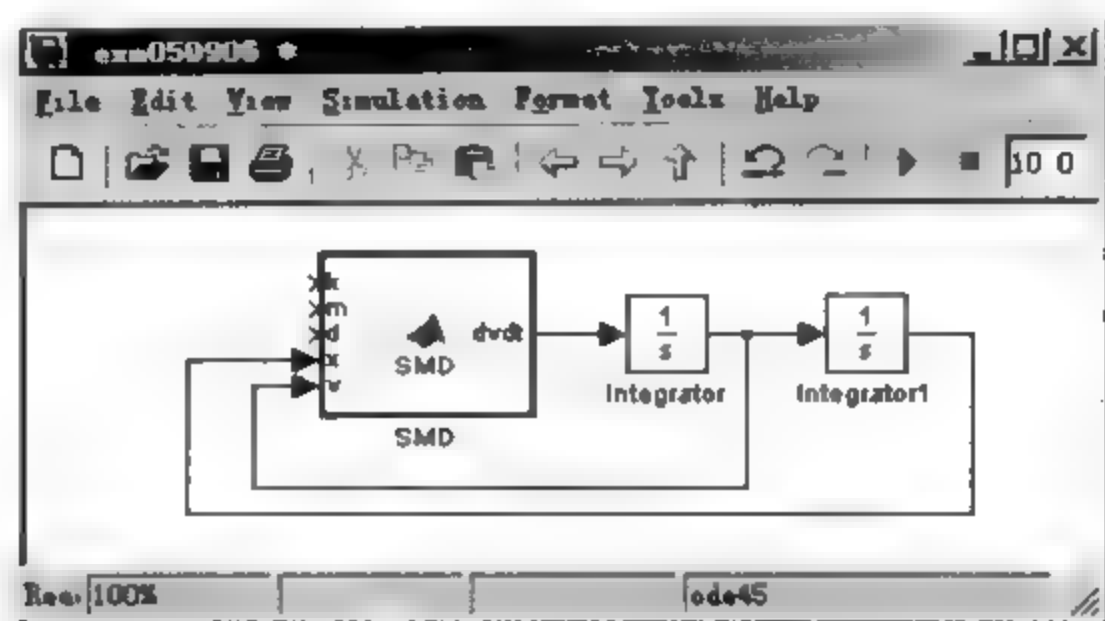 exm050906 *
File Edit View Simulation Format Tools Help
10 0
k
m
d
x
v
dvdt
SMD
SMD
1
s
Integrator
1
s
Integrator1
100%
ode45